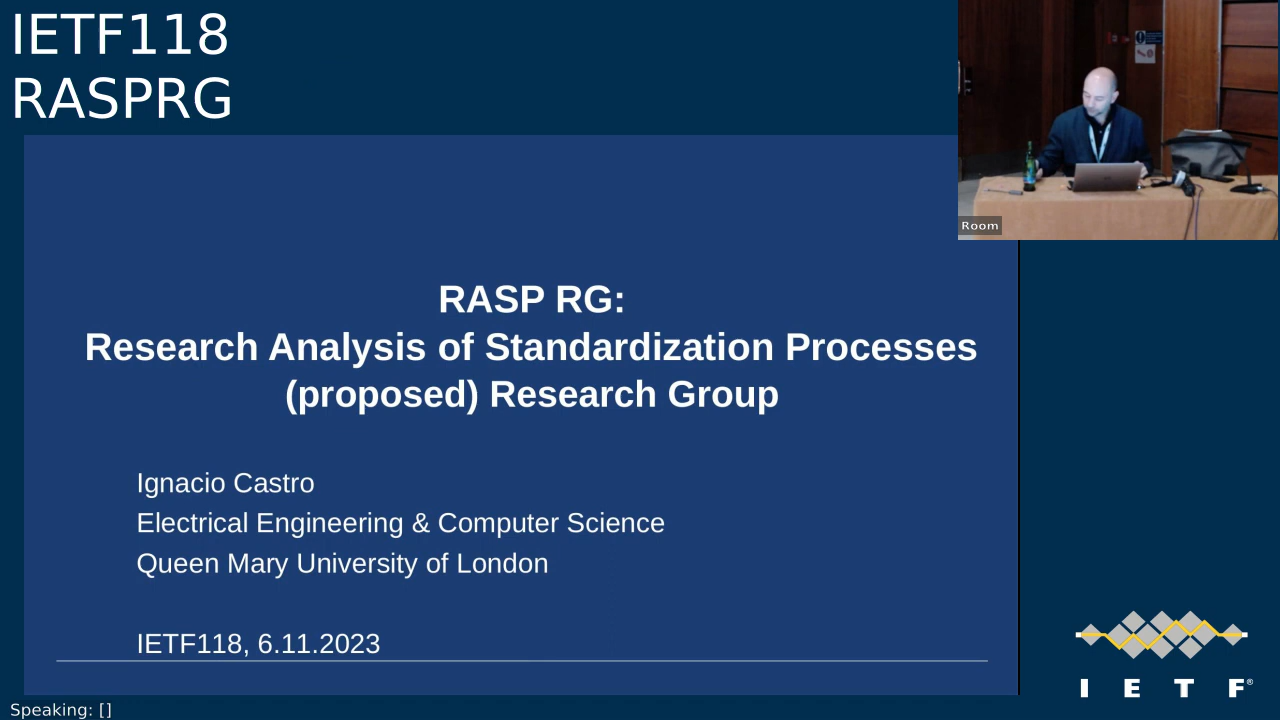 IETF118
RASPRG
Room
RASP RG:
Research Analysis of Standardization Processes
(proposed) Research Group
Ignacio Castro
Electrical Engineering & Computer Science
Queen Mary University of London
IETF118, 6.11.2023
I E T F®
Speaking: []